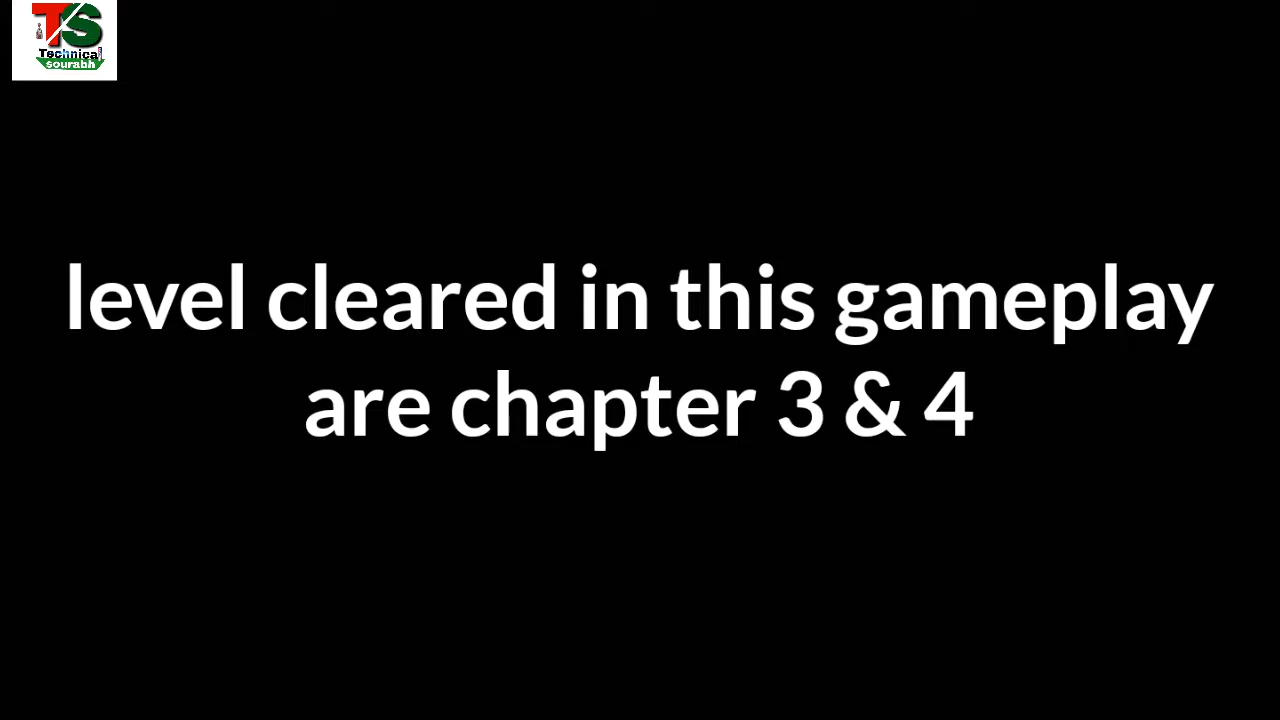 TS
Technical
sourabh
level cleared in this gameplay
are chapter 3 & 4